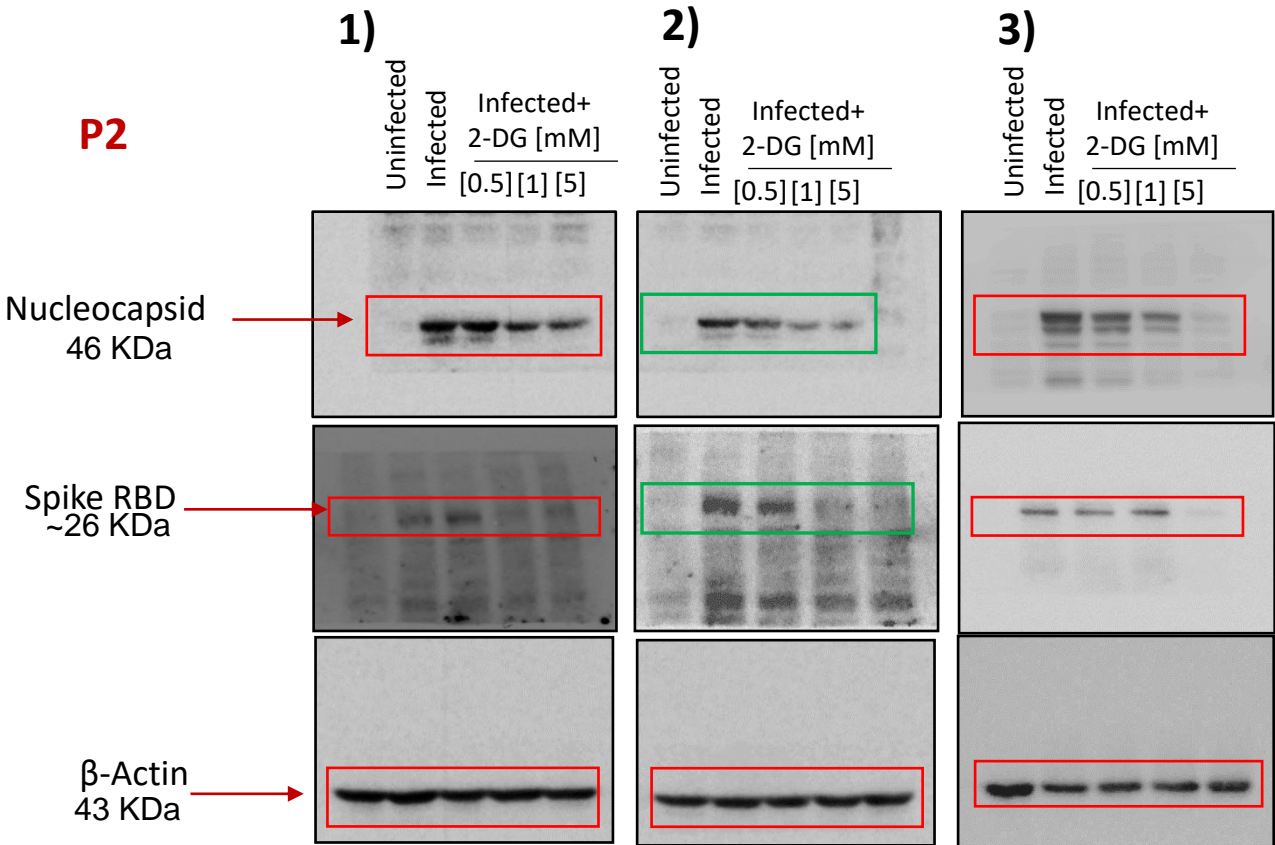 1)
2)
3)
P2
Uninfected
Infected
Infected+
2-DG [mM]
[0.5] [1] [5]
Uninfected
Infected
Infected+
2-DG [mM]
[0.5] [1] [5]
Uninfected
Infected
Infected+
2-DG [mM]
[0.5] [1] [5]
Nucleocapsid
46 KDa
Spike RBD
~26 KDa
β-Actin
43 KDa